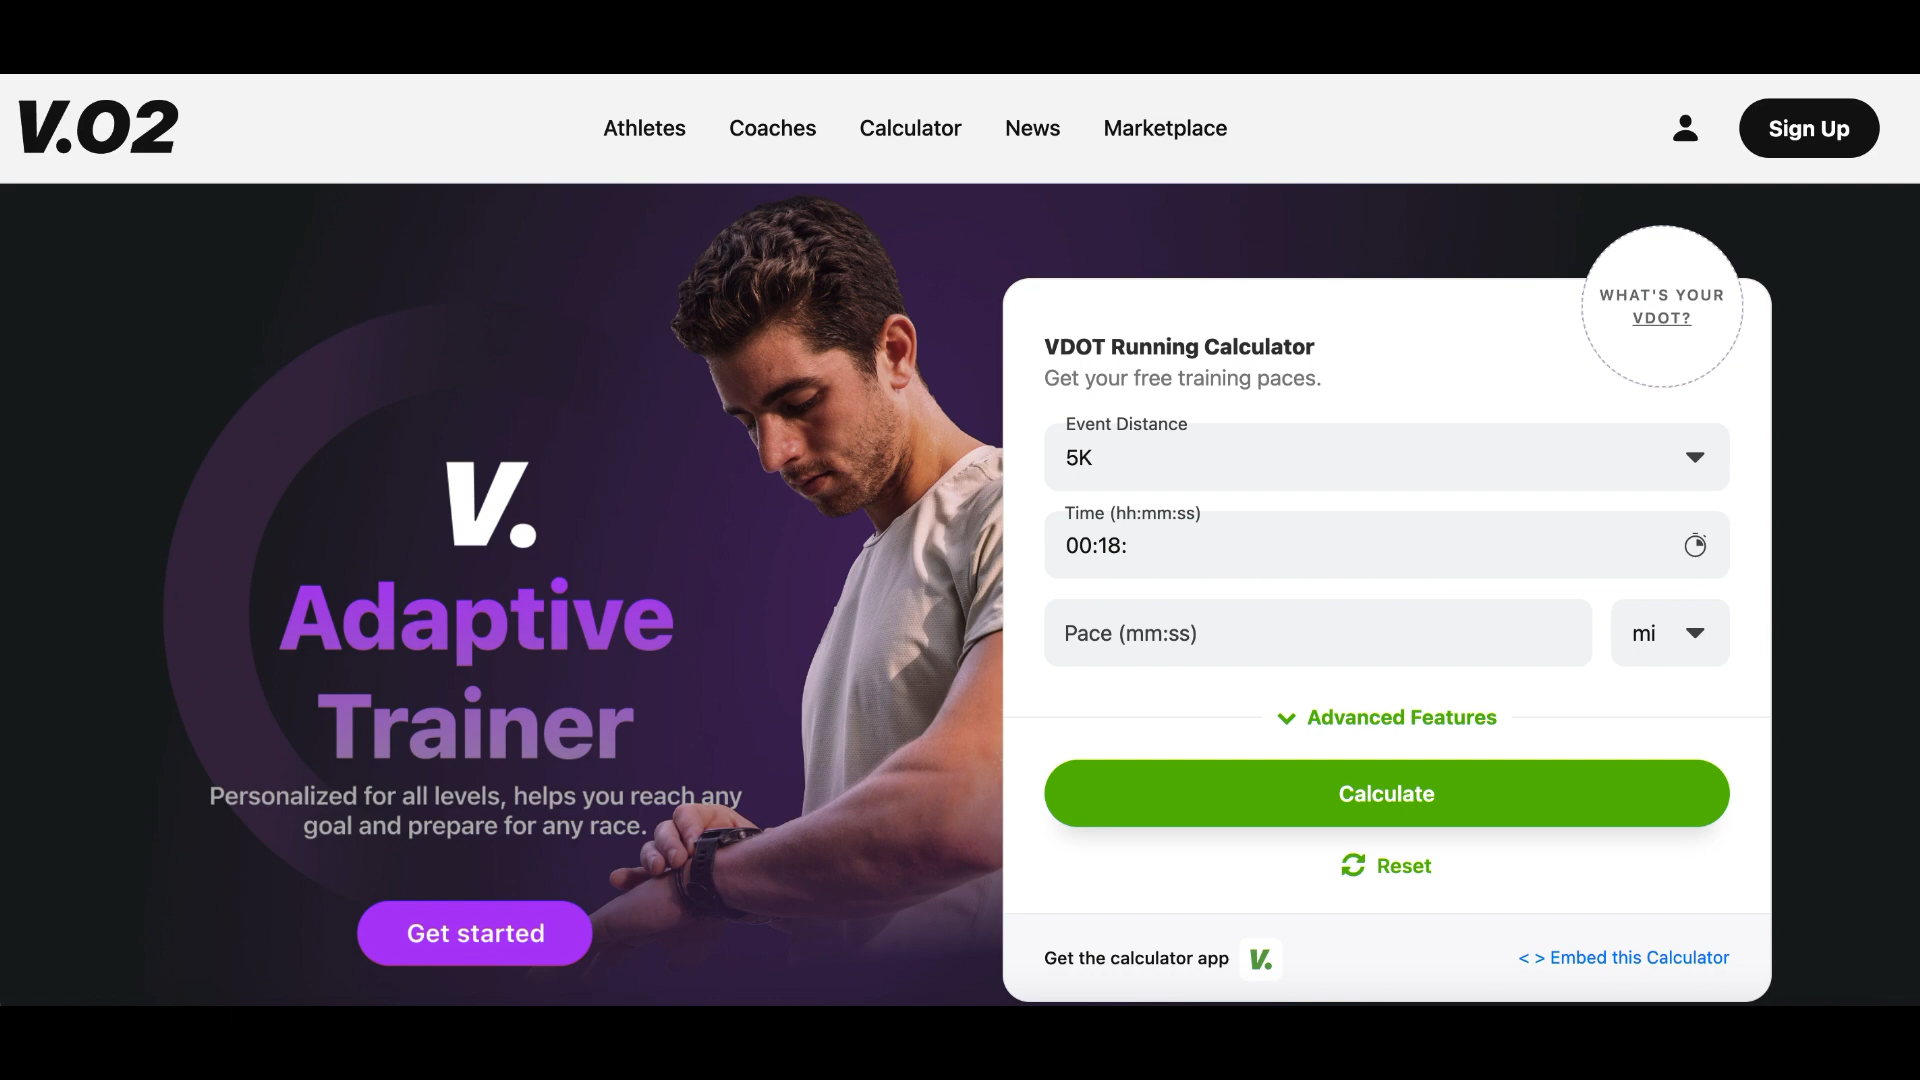 V.O2
Athletes
Coaches
Calculator
News
Marketplace
Sign Up
V.
Adaptive
Trainer
Personalized for all levels, helps you reach any
goal and prepare for any race.
Get started
WHAT'S YOUR
VDOT?
VDOT Running Calculator
Get your free training paces.
Event Distance
5K
Time (hh:mm:ss)
00:18:
Pace (mm:ss)
mi
Advanced Features
Calculate
Reset
Get the calculator app
V.
< > Embed this Calculator